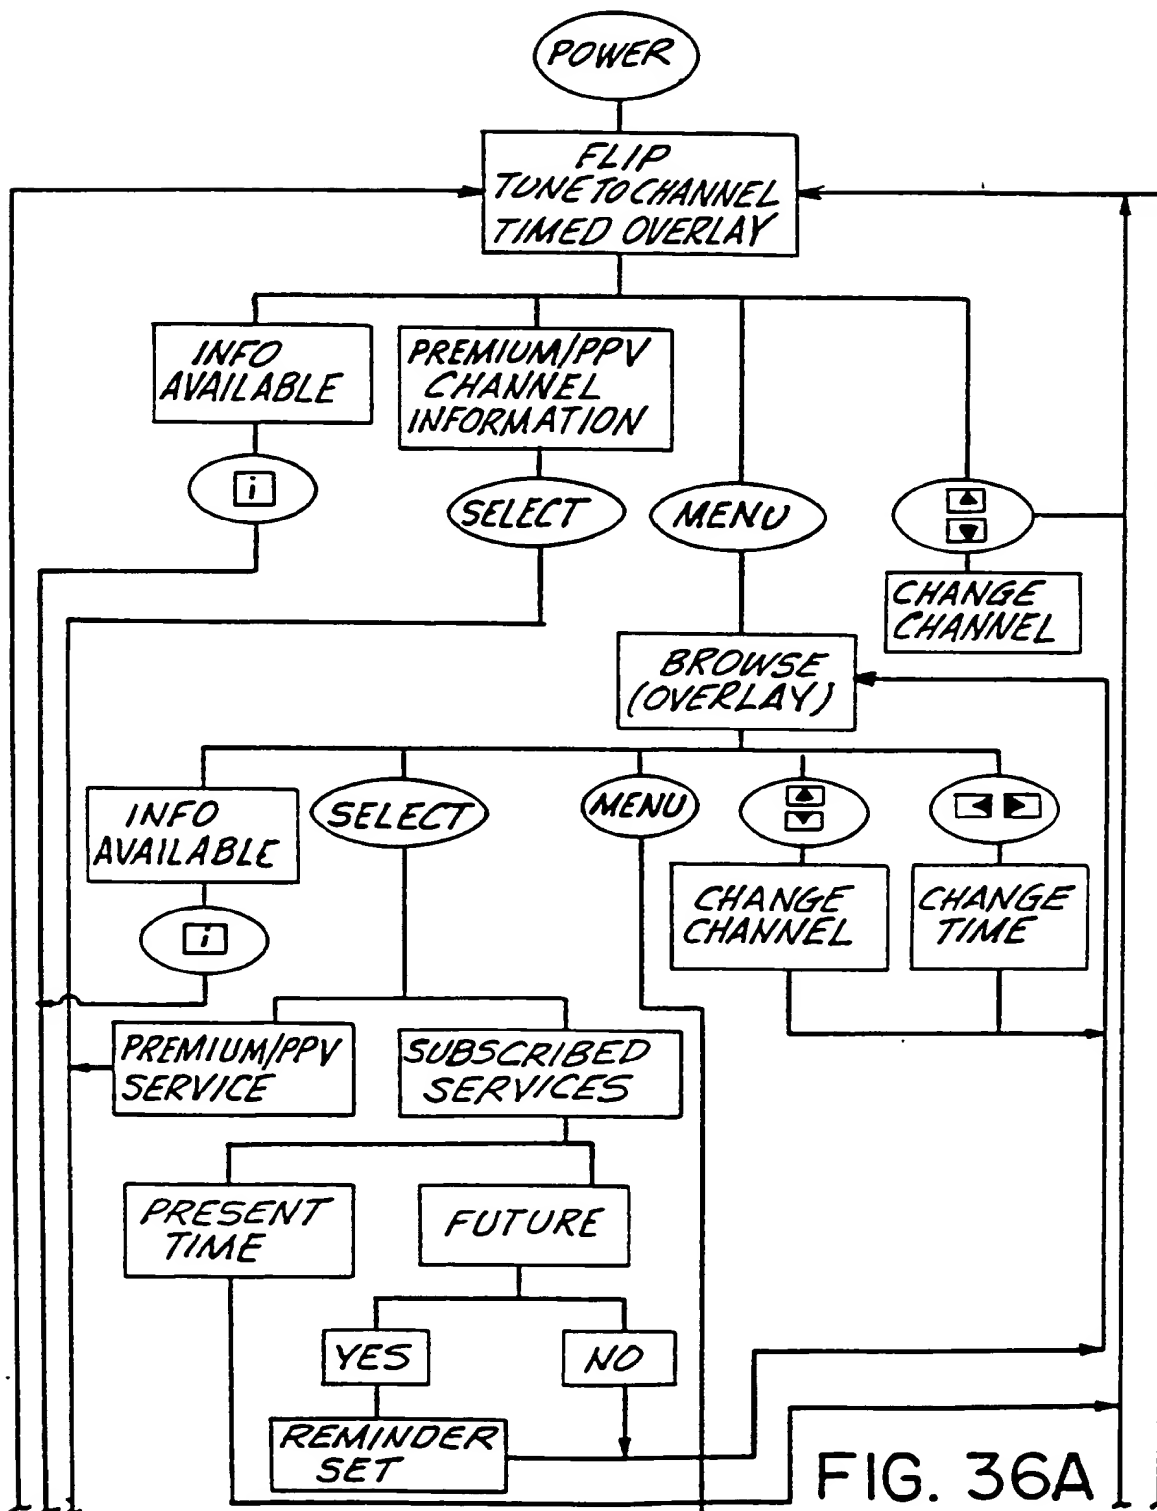 POWER
FLIP
TUNE TO CHANNEL
TIMED OVERLAY
INFO
AVAILABLE
PREMIUM/PPV
CHANNEL
INFORMATION
i
SELECT
MENU
CHANGE
CHANNEL
BROWSE
(OVERLAY)
INFO
AVAILABLE
SELECT
MENU
i
CHANGE
CHANNEL
CHANGE
TIME
PREMIUM/PPV
SERVICE
SUBSCRIBED
SERVICES
PRESENT
TIME
FUTURE
YES
NO
REMINDER
SET
FIG. 36A